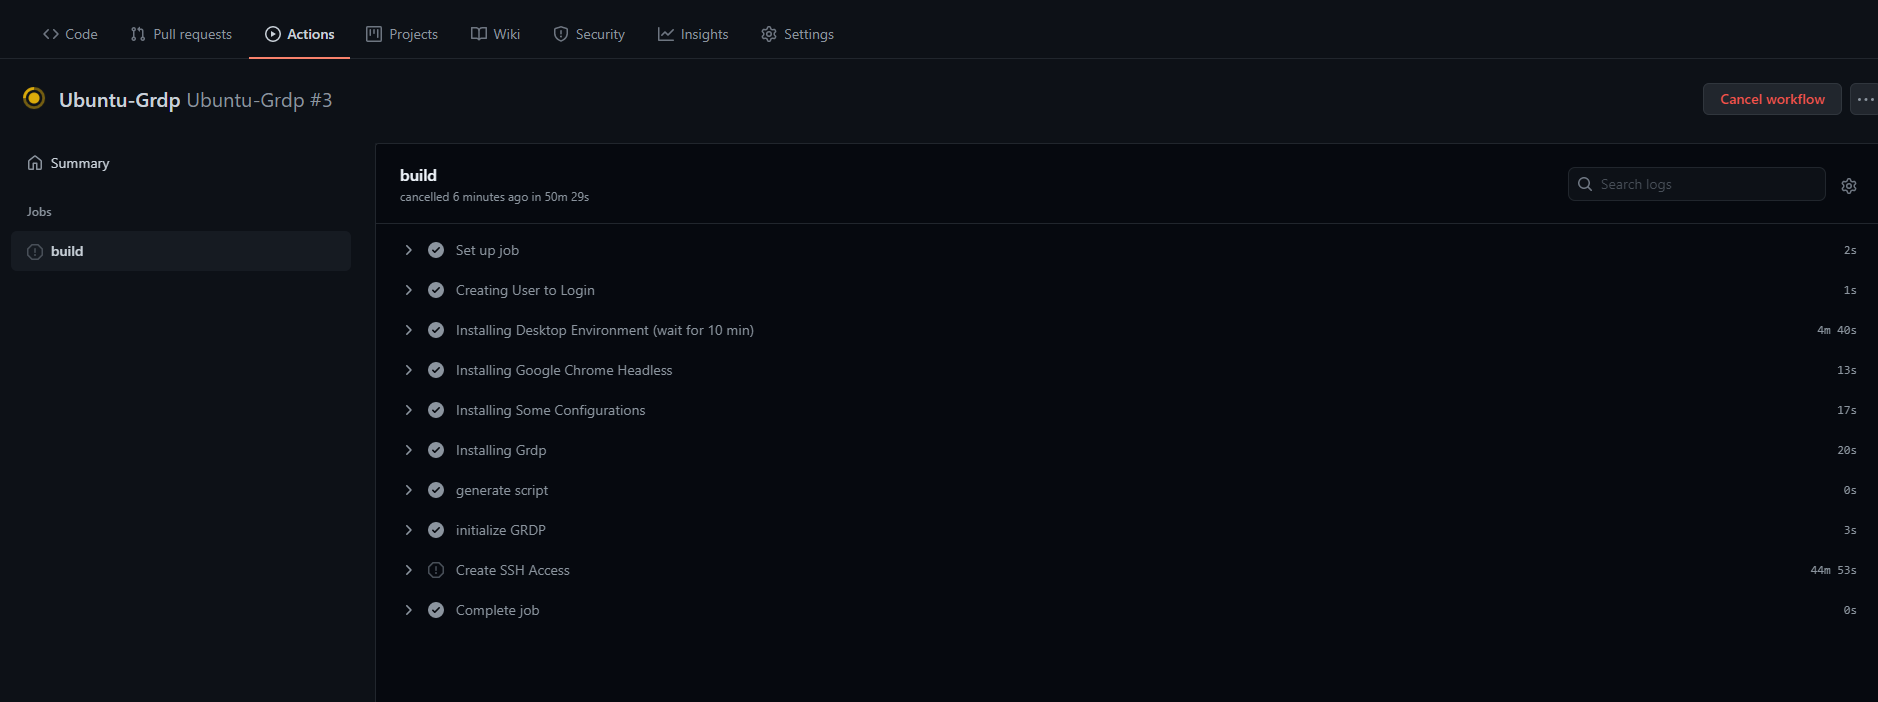 Code Pull requests Actions Projects Wiki Security Insights Settings
Ubuntu-Grdp Ubuntu-Grdp #3
Cancel workflow
Summary
Jobs
build
build
cancelled 6 minutes ago in 50m 29s
Search logs
Set up job 2s
Creating User to Login 1s
Installing Desktop Environment (wait for 10 min) 4m 40s
Installing Google Chrome Headless 13s
Installing Some Configurations 17s
Installing Grdp 20s
generate script 0s
initialize GRDP 3s
Create SSH Access 44m 53s
Complete job 0s